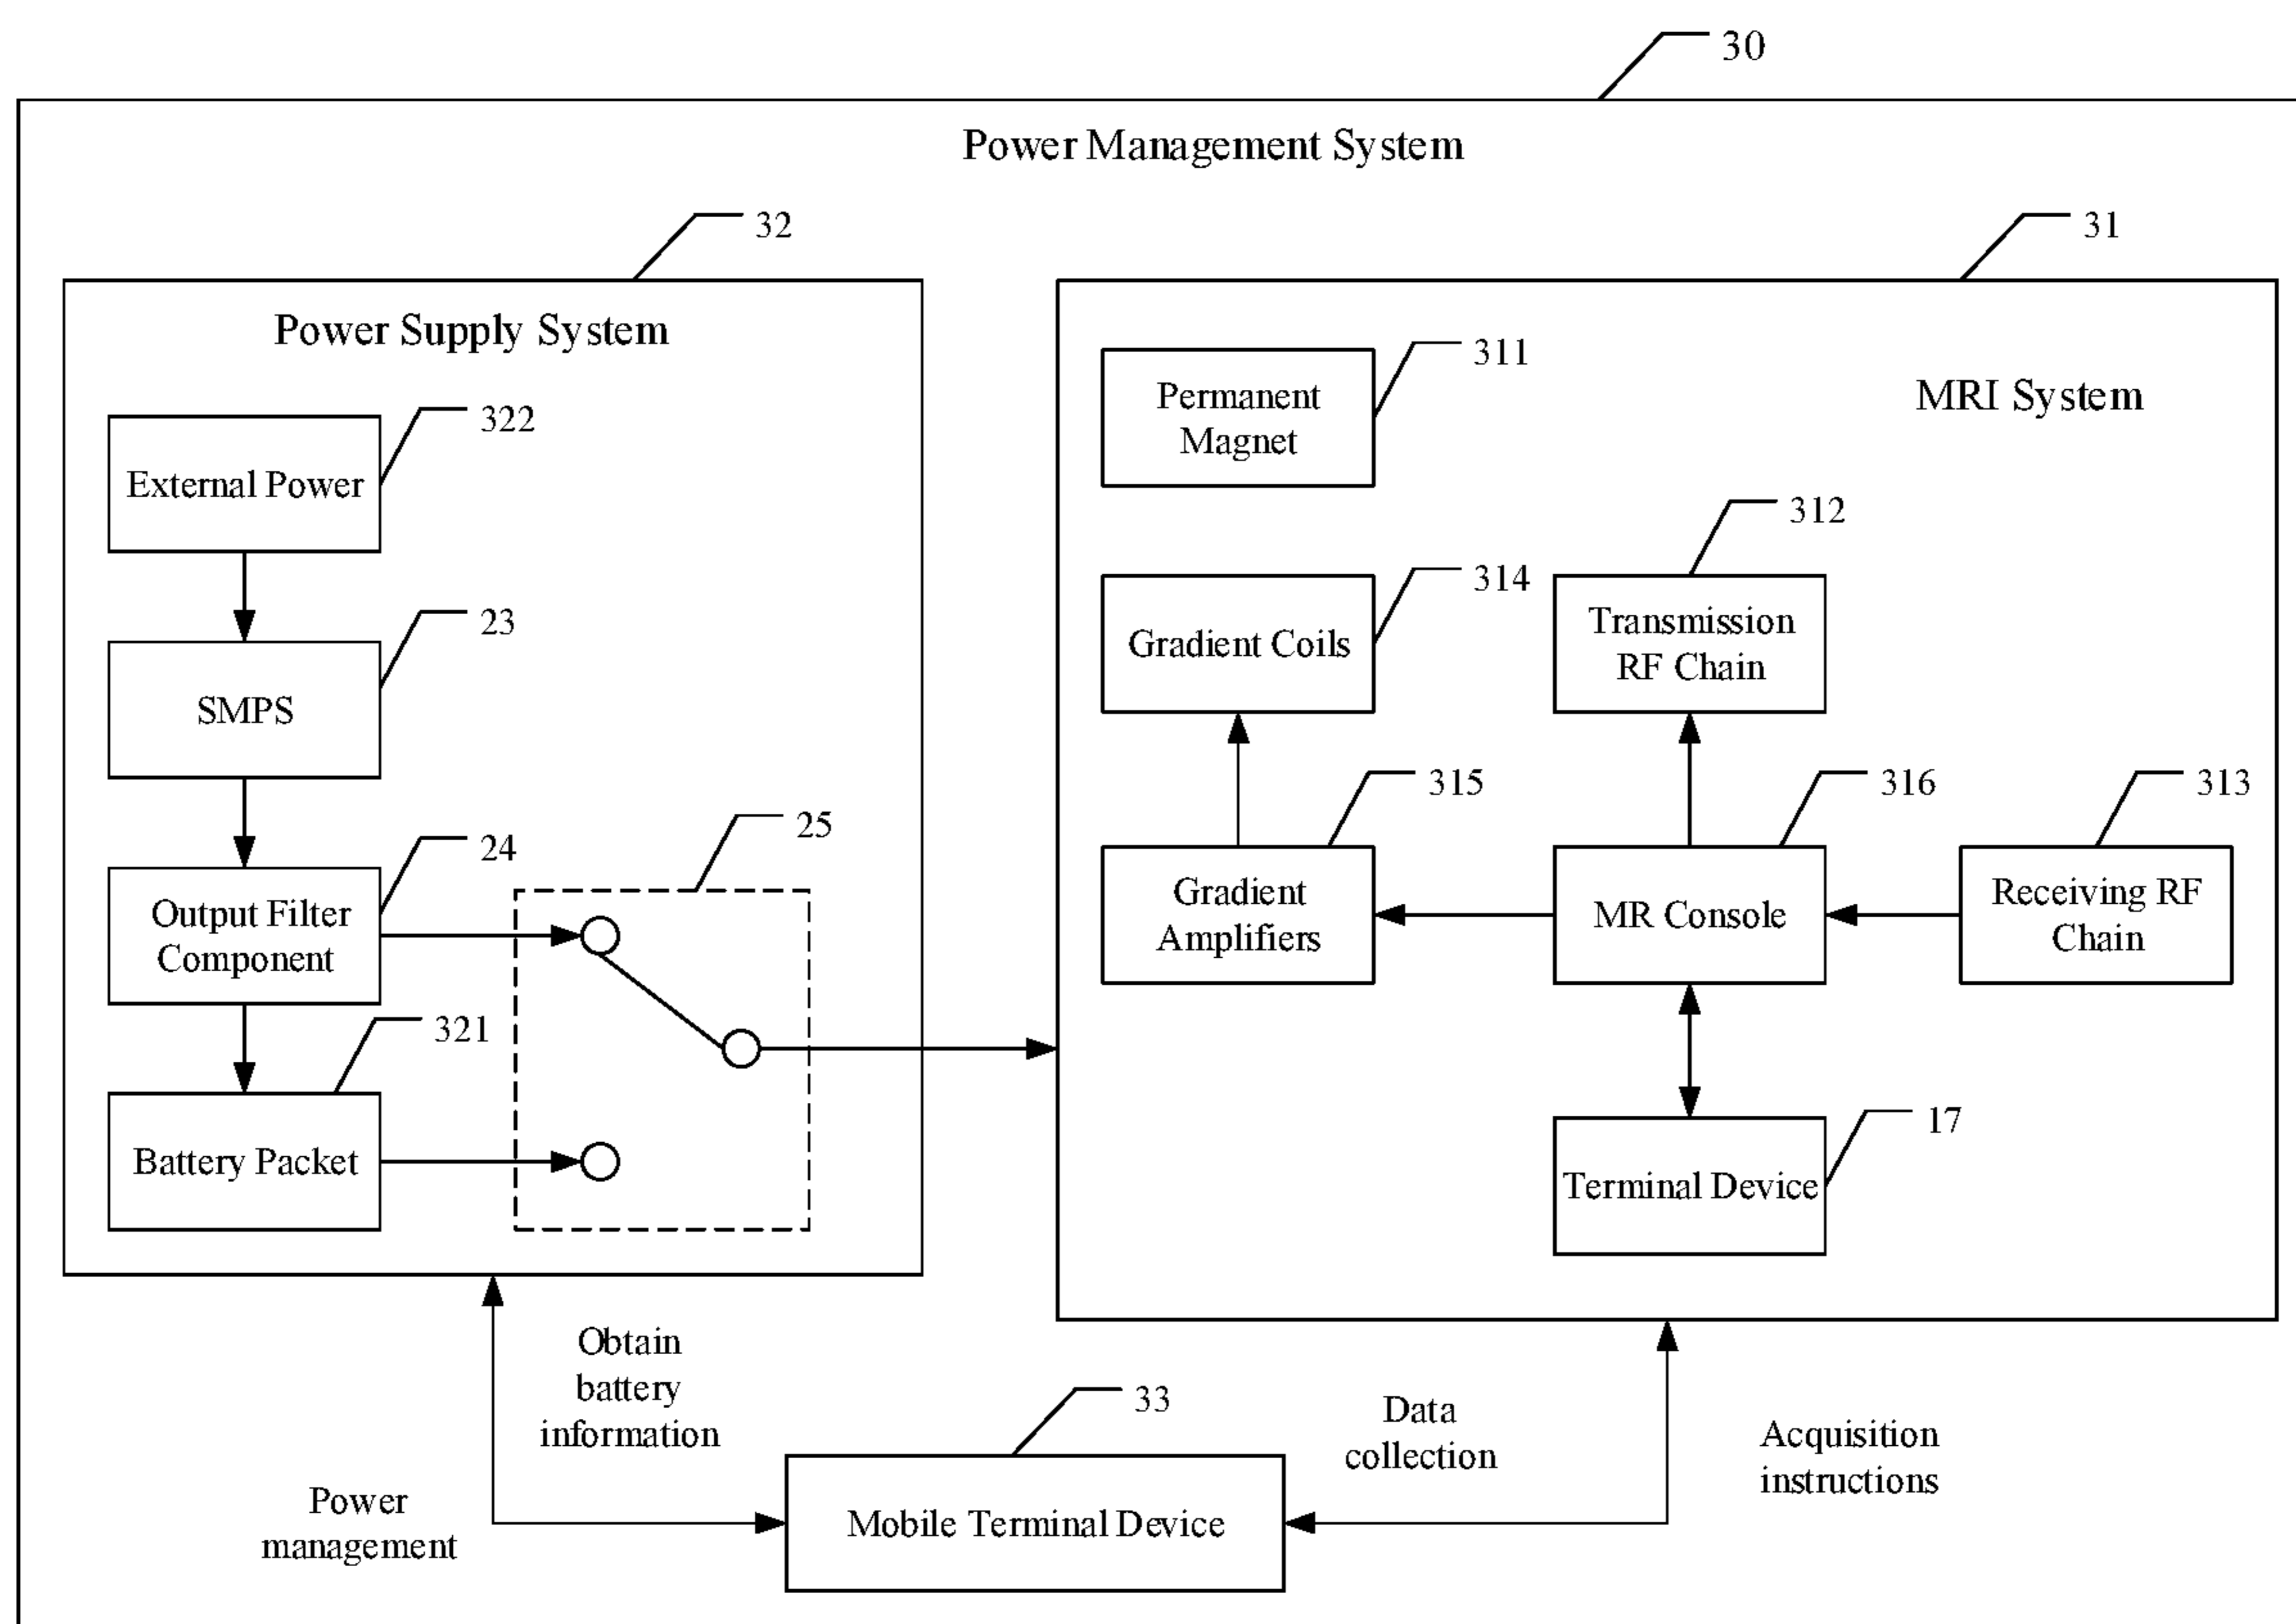 30
Power Management System
32
31
Power Supply System
MRI System
External Power
322
SMPS
23
Output Filter
Component
24
25
Battery Packet
321
Permanent
Magnet
311
Gradient Coils
314
Transmission
RF Chain
312
Gradient
Amplifiers
315
MR Console
316
Receiving RF
Chain
313
Terminal Device
17
Obtain
battery
information
Power
management
33
Mobile Terminal Device
Data
collection
Acquisition
instructions